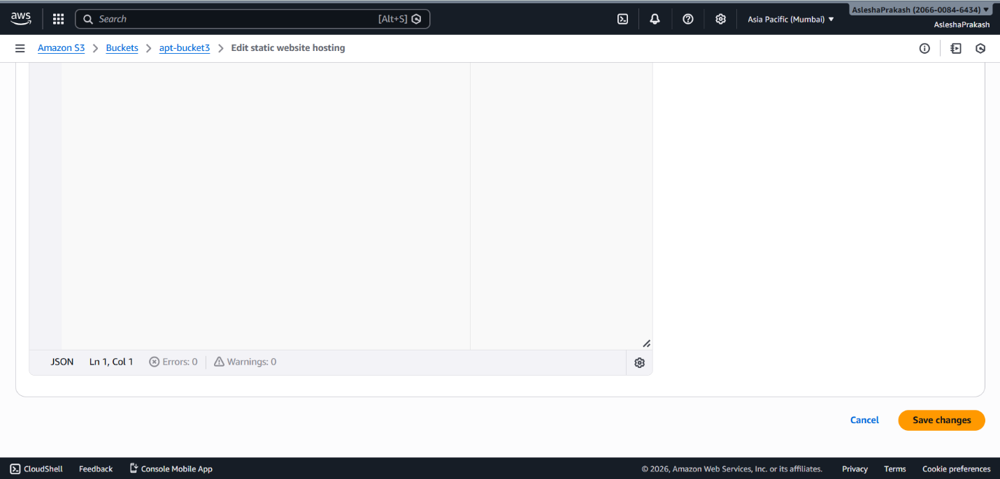 aws
Search [Alt+S]
Asia Pacific (Mumbai) ▼
AsleshaPrakash (2066-0084-6434) ▼
AsleshaPrakash
Amazon S3 > Buckets > apt-bucket3 > Edit static website hosting
JSON Ln 1, Col 1 Errors: 0 Warnings: 0
Cancel Save changes
CloudShell Feedback Console Mobile App © 2026, Amazon Web Services, Inc. or its affiliates. Privacy Terms Cookie preferences